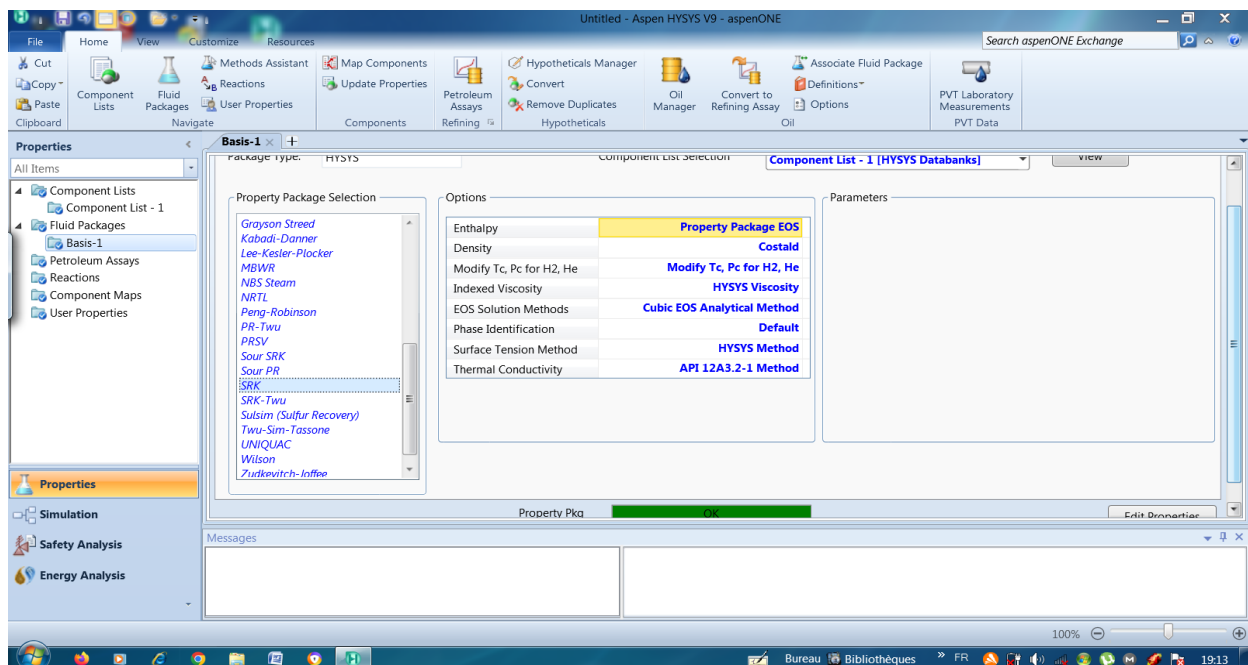 Untitled - Aspen HYSYS V9 - aspenONE
File Home View Customize Resources Search aspenONE Exchange
Cut
Copy
Paste
Clipboard
Component Lists
Fluid Packages
Methods Assistant
Reactions
User Properties
Navigate
Map Components
Update Properties
Components
Petroleum Assays
Refining
Hypotheticals Manager
Convert
Remove Duplicates
Hypotheticals
Oil Manager
Convert to Refining Assay
Associate Fluid Package
Definitions
Options
Oil
PVT Laboratory Measurements
PVT Data
Properties
All Items
Component Lists
Component List - 1
Fluid Packages
Basis-1
Petroleum Assays
Reactions
Component Maps
User Properties
Properties
Simulation
Safety Analysis
Energy Analysis
Basis-1
Package Type: HYSYS Component List Selection Component List - 1 [HYSYS Databanks] View
Property Package Selection
Grayson Streed
Kabadi-Danner
Lee-Kesler-Plocker
MBWR
NBS Steam
NRTL
Peng-Robinson
PR-Twu
PRSV
Sour SRK
Sour PR
SRK
SRK-Twu
Sulsim (Sulfur Recovery)
Twu-Sim-Tassone
UNIQUAC
Wilson
Zudkevitch-Joffee
Options
Enthalpy Property Package EOS
Density Costald
Modify Tc, Pc for H2, He Modify Tc, Pc for H2, He
Indexed Viscosity HYSYS Viscosity
EOS Solution Methods Cubic EOS Analytical Method
Phase Identification Default
Surface Tension Method HYSYS Method
Thermal Conductivity API 12A3.2-1 Method
Parameters
Property Pkg OK Edit Properties
Messages
100%
Bureau Bibliothèques » FR 19:13